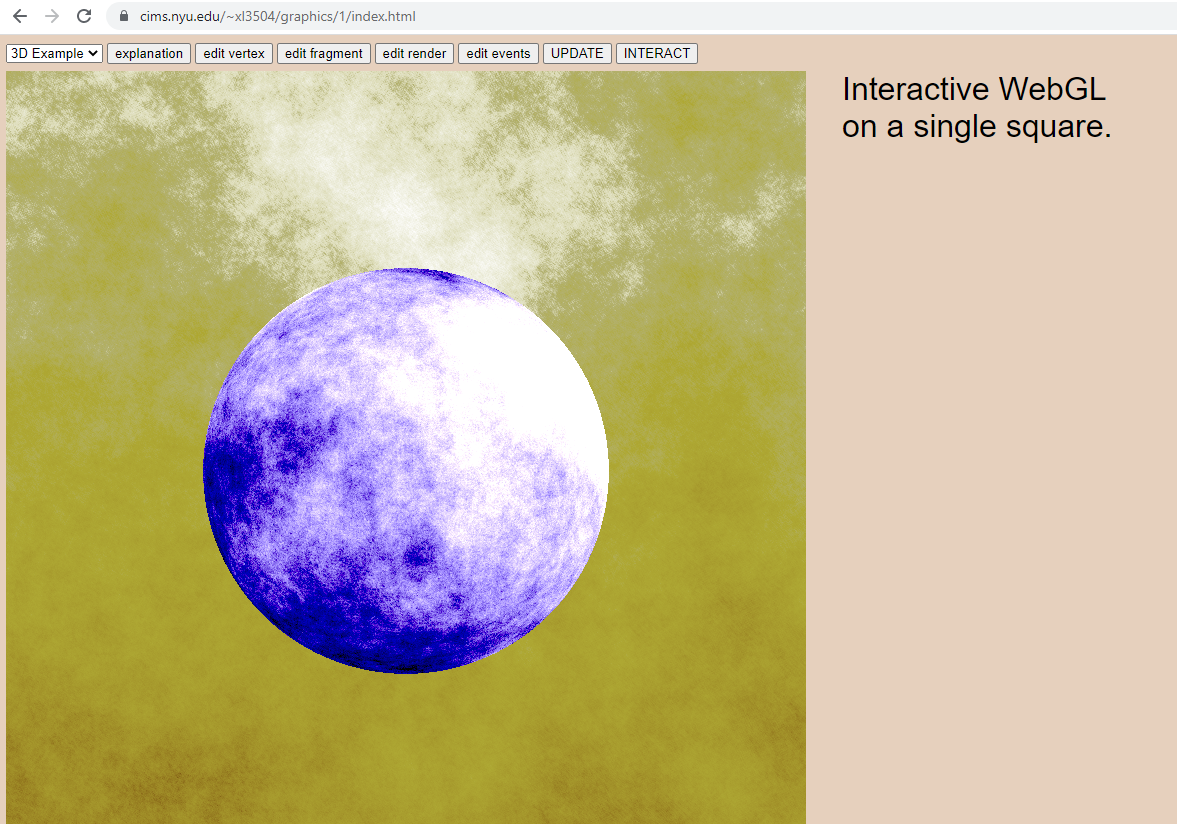 cims.nyu.edu/~xl3504/graphics/1/index.html
3D Example explanation edit vertex edit fragment edit render edit events UPDATE INTERACT
Interactive WebGL
on a single square.